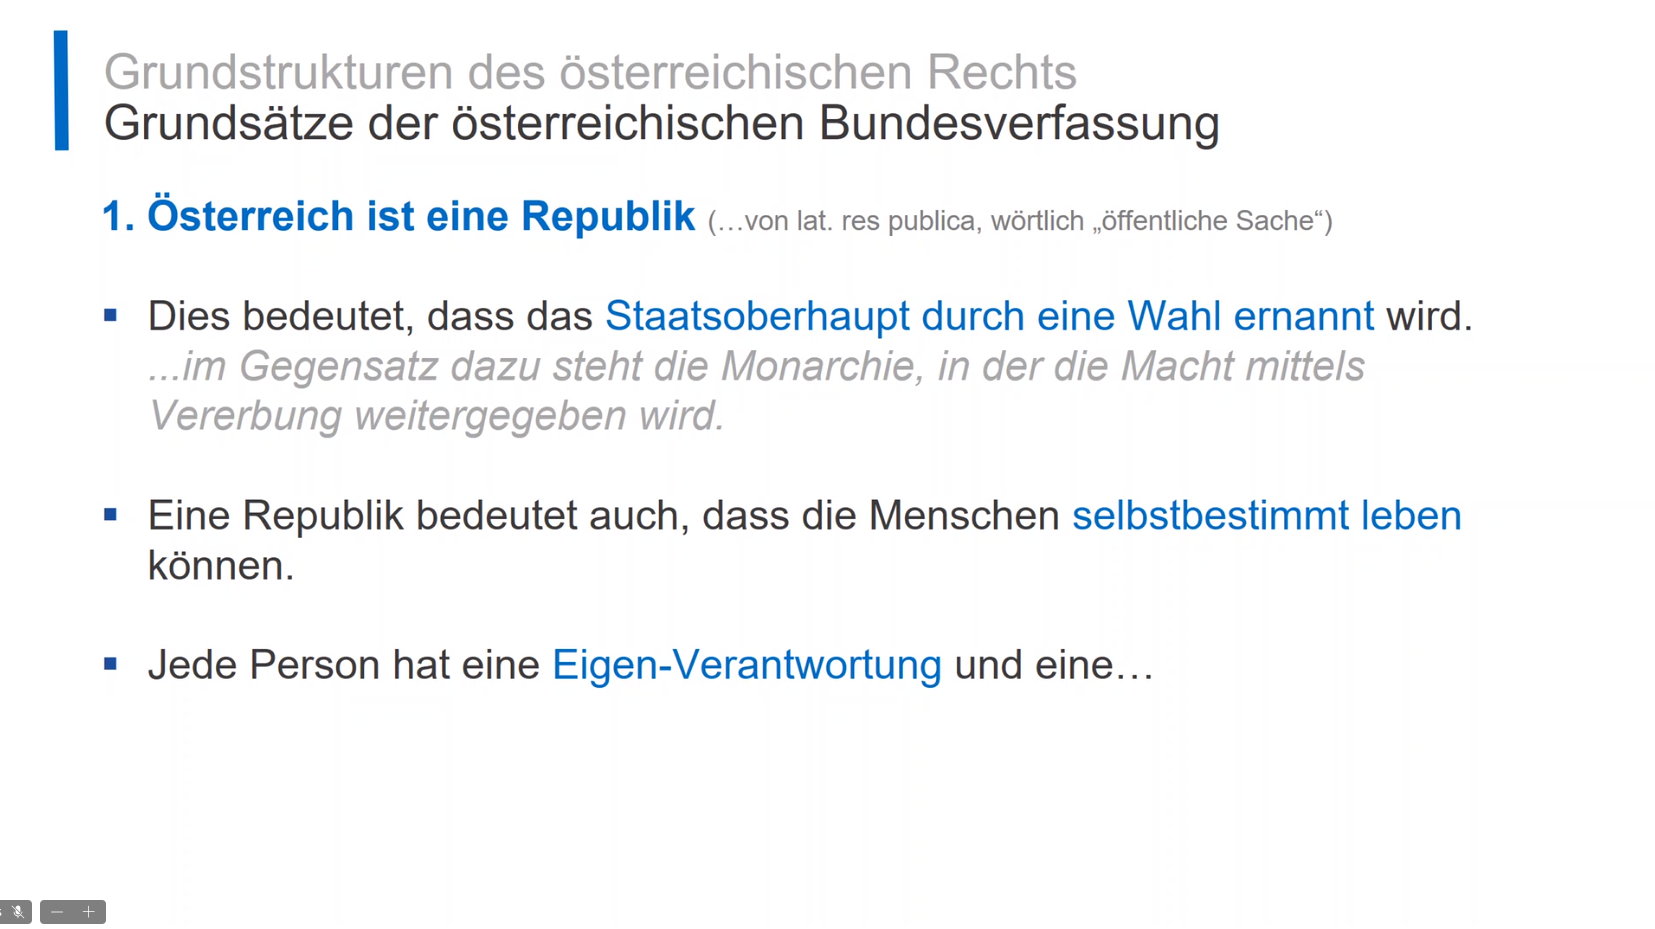 Grundstrukturen des österreichischen Rechts
Grundsätze der österreichischen Bundesverfassung
1. Österreich ist eine Republik (…von lat. res publica, wörtlich „öffentliche Sache“)
▪ Dies bedeutet, dass das Staatsoberhaupt durch eine Wahl ernannt wird.
...im Gegensatz dazu steht die Monarchie, in der die Macht mittels
Vererbung weitergegeben wird.
▪ Eine Republik bedeutet auch, dass die Menschen selbstbestimmt leben
können.
▪ Jede Person hat eine Eigen-Verantwortung und eine…